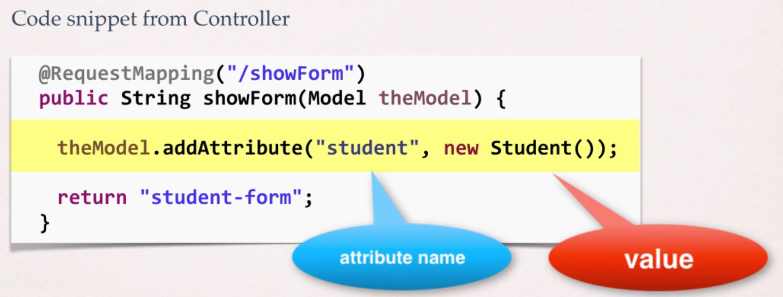 Code snippet from Controller
@RequestMapping("/showForm")
public String showForm(Model theModel) {
theModel.addAttribute("student", new Student());
return "student-form";
}
attribute name
value